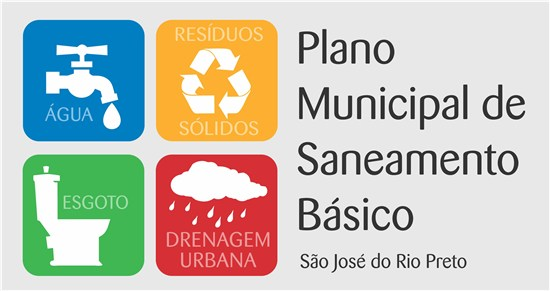 ÁGUA
RESÍDUOS
SÓLIDOS
ESGOTO
DRENAGEM
URBANA
Plano
Municipal de
Saneamento
Básico
São José do Rio Preto